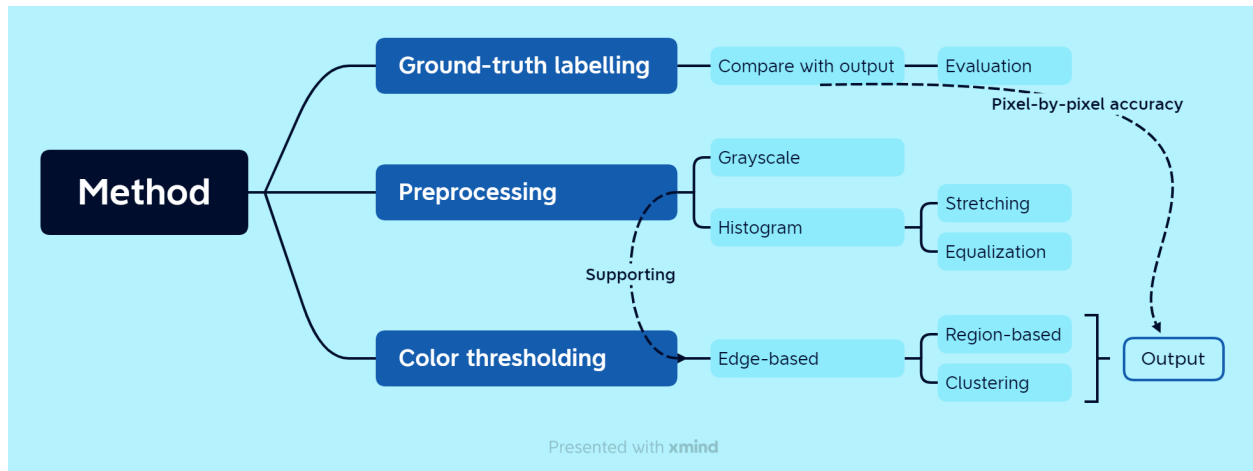 Method
Ground-truth labelling
Compare with output
Evaluation
Pixel-by-pixel accuracy
Preprocessing
Grayscale
Histogram
Stretching
Equalization
Supporting
Color thresholding
Edge-based
Region-based
Clustering
Output
Presented with xmind